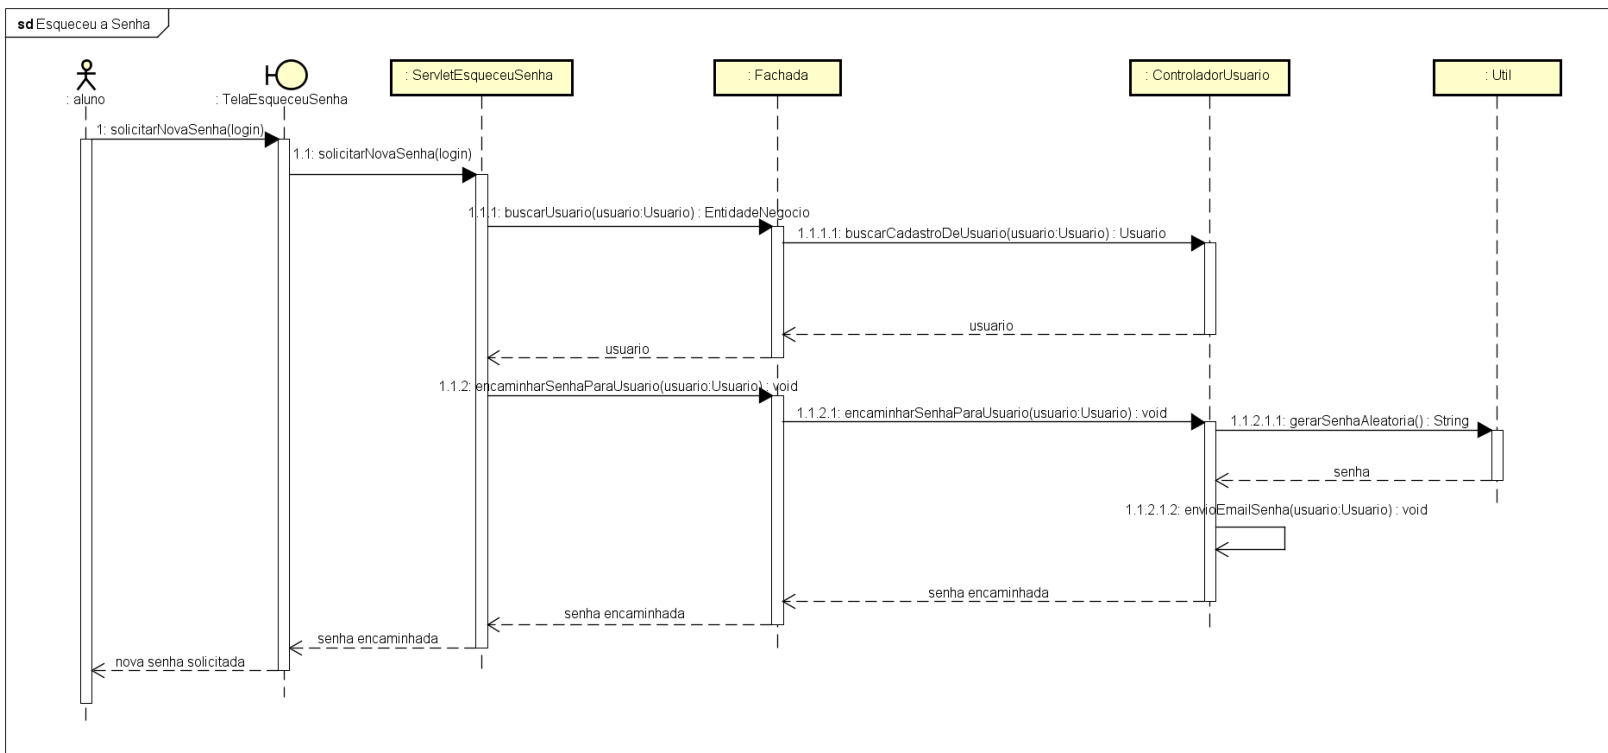 sd Esqueceu a Senha
: aluno
: TelaEsqueceuSenha
: ServletEsqueceuSenha
: Fachada
: ControladorUsuario
: Util
1: solicitarNovaSenha(login)
1.1: solicitarNovaSenha(login)
1.1.1: buscarUsuario(usuario:Usuario) : EntidadeNegocio
1.1.1.1: buscarCadastroDeUsuario(usuario:Usuario) : Usuario
usuario
usuario
1.1.2: encaminharSenhaParaUsuario(usuario:Usuario) : void
1.1.2.1: encaminharSenhaParaUsuario(usuario:Usuario) : void
1.1.2.1.1: gerarSenhaAleatoria() : String
senha
1.1.2.1.2: envioEmailSenha(usuario:Usuario) : void
senha encaminhada
senha encaminhada
senha encaminhada
nova senha solicitada